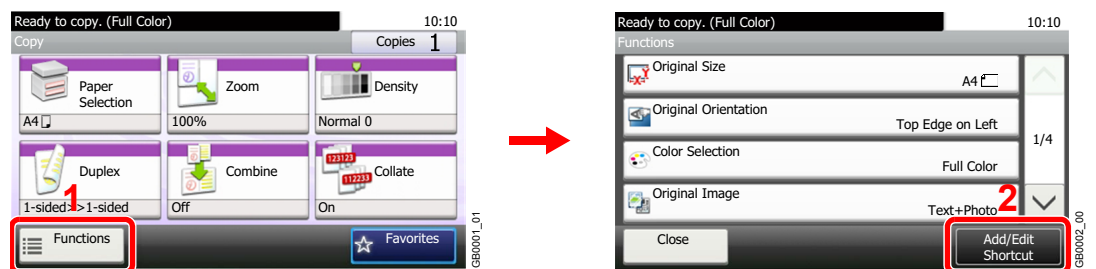 Ready to copy. (Full Color) 10:10
Copy Copies 1
Paper
Selection
A4
Zoom
100%
Density
Normal 0
Duplex
1-sided>>1-sided
Combine
Off
123123
112233
Collate
On
1
Functions
Favorites
GB0001_01
Ready to copy. (Full Color) 10:10
Functions
X Y
Original Size
A4
Original Orientation
Top Edge on Left
1/4
Color Selection
Full Color
Original Image
Text+Photo
2
Close
Add/Edit
Shortcut
GB0002_00